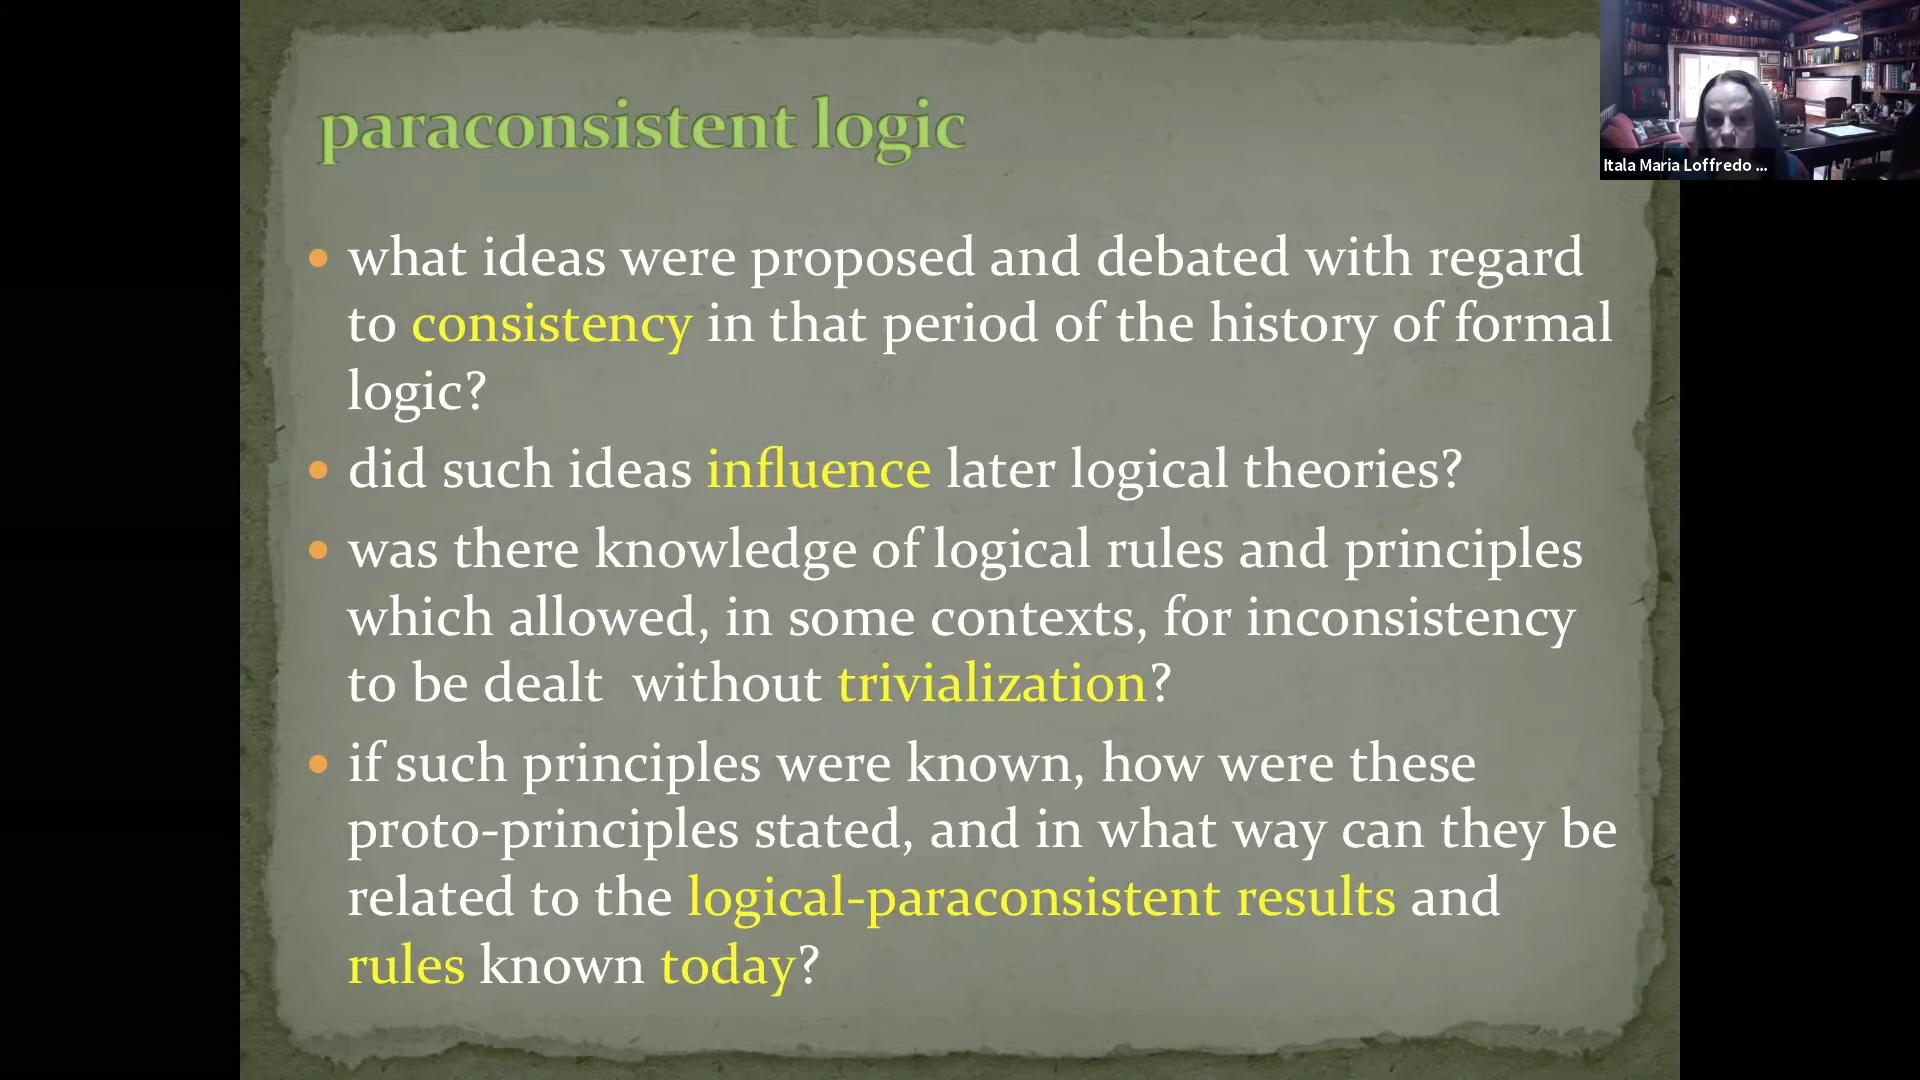 paraconsistent logic
Itala Maria Loffredo ...
what ideas were proposed and debated with regard
to consistency in that period of the history of formal
logic?
did such ideas influence later logical theories?
was there knowledge of logical rules and principles
which allowed, in some contexts, for inconsistency
to be dealt  without trivialization?
if such principles were known, how were these
proto-principles stated, and in what way can they be
related to the logical-paraconsistent results and
rules known today?